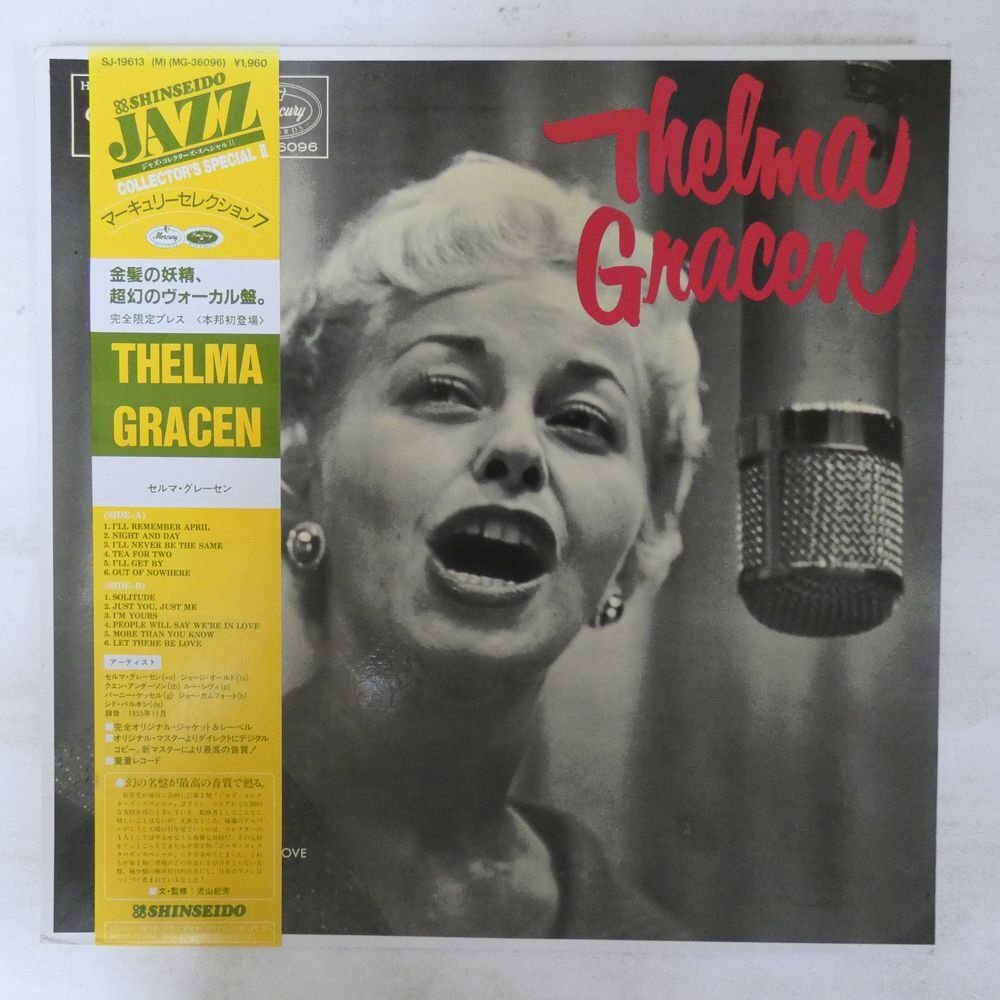 SJ-19613 (M) (MG-36096) ¥1,960
SHINSEIDO
JAZZ
ジャズ・コレクターズ・スペシャルII
COLLECTOR'S SPECIAL II
マーキュリーセレクション7
Mercury
金髪の妖精、
超幻のヴォーカル盤。
完全限定プレス 〈本邦初登場〉
THELMA
GRACEN
セルマ・グレーセン
(SIDE-A)
1. I'LL REMEMBER APRIL
2. NIGHT AND DAY
3. I'LL NEVER BE THE SAME
4. TEA FOR TWO
5. I'LL GET BY
6. OUT OF NOWHERE
(SIDE-B)
1. SOLITUDE
2. JUST YOU, JUST ME
3. I'M YOURS
4. PEOPLE WILL SAY WE'RE IN LOVE
5. MORE THAN YOU KNOW
6. LET THERE BE LOVE
アーティスト
セルマ・グレーセン(vo) ジョージ・オールド(ts)
クエン・アンダーソン(tb) ルー・レヴィ(p)
バーニー・ケッセル(g) ジョー・カムフォート(b)
シド・バルキン(ds)
録音：1955年11月
■完全オリジナル・ジャケット&レーベル
■オリジナル・マスターよりダイレクトにデジタル
コピー。新マスターにより最高の音質！
■重量レコード
●幻の名盤が最高の音質で甦る。
■文・監修：児山紀芳
SHINSEIDO
H
cury
RDS
6096
Thelma
Gracen
OVE